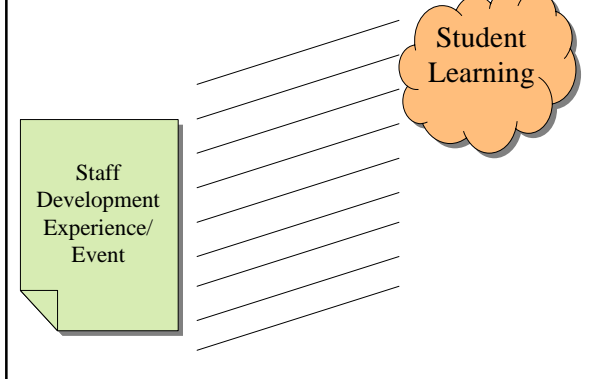 Student
Learning
Staff
Development
Experience/
Event